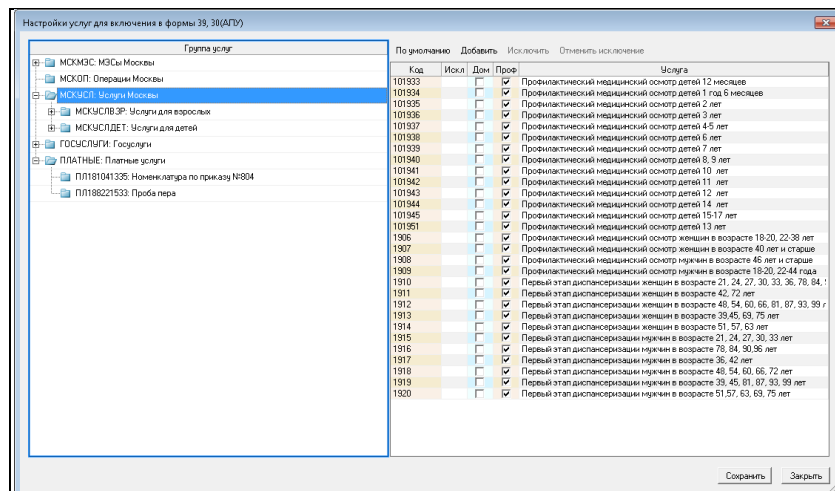 Настройки услуг для включения в формы 39, 30(АПУ)
Группа услуг
МСКМЭС: МЭСы Москвы
МСКОП: Операции Москвы
МСКУСЛ: Услуги Москвы
МСКУСЛВЗР: Услуги для взрослых
МСКУСЛДЕТ: Услуги для детей
ГОСУСЛУГИ: Госуслуги
ПЛАТНЫЕ: Платные услуги
ПЛ181041335: Номенклатура по приказу №804
ПЛ188221533: Проба пера
По умолчанию Добавить Исключить Отменить исключение
Код Искл Дом Проф Услуга
101933 Профилактический медицинский осмотр детей 12 месяцев
101934 Профилактический медицинский осмотр детей 1 год 6 месяцев
101935 Профилактический медицинский осмотр детей 2 лет
101936 Профилактический медицинский осмотр детей 3 лет
101937 Профилактический медицинский осмотр детей 4-5 лет
101938 Профилактический медицинский осмотр детей 6 лет
101939 Профилактический медицинский осмотр детей 7 лет
101940 Профилактический медицинский осмотр детей 8, 9 лет
101941 Профилактический медицинский осмотр детей 10 лет
101942 Профилактический медицинский осмотр детей 11 лет
101943 Профилактический медицинский осмотр детей 12 лет
101944 Профилактический медицинский осмотр детей 14 лет
101945 Профилактический медицинский осмотр детей 15-17 лет
101951 Профилактический медицинский осмотр детей 13 лет
1906 Профилактический медицинский осмотр женщин в возрасте 18-20, 22-38 лет
1907 Профилактический медицинский осмотр женщин в возрасте 40 лет и старше
1908 Профилактический медицинский осмотр мужчин в возрасте 46 лет и старше
1909 Профилактический медицинский осмотр мужчин в возрасте 18-20, 22-44 года
1910 Первый этап диспансеризации женщин в возрасте 21, 24, 27, 30, 33, 36, 78, 84,
1911 Первый этап диспансеризации женщин в возрасте 42, 72 лет
1912 Первый этап диспансеризации женщин в возрасте 48, 54, 60, 66, 81, 87, 93, 99 г
1913 Первый этап диспансеризации женщин в возрасте 39,45, 69, 75 лет
1914 Первый этап диспансеризации женщин в возрасте 51, 57, 63 лет
1915 Первый этап диспансеризации мужчин в возрасте 21, 24, 27, 30, 33 лет
1916 Первый этап диспансеризации мужчин в возрасте 78, 84, 90,96 лет
1917 Первый этап диспансеризации мужчин в возрасте 36, 42 лет
1918 Первый этап диспансеризации мужчин в возрасте 48, 54, 60, 66, 72 лет
1919 Первый этап диспансеризации мужчин в возрасте 39, 45, 81, 87, 93, 99 лет
1920 Первый этап диспансеризации мужчин в возрасте 51,57, 63, 69, 75 лет
Сохранить Закрыть